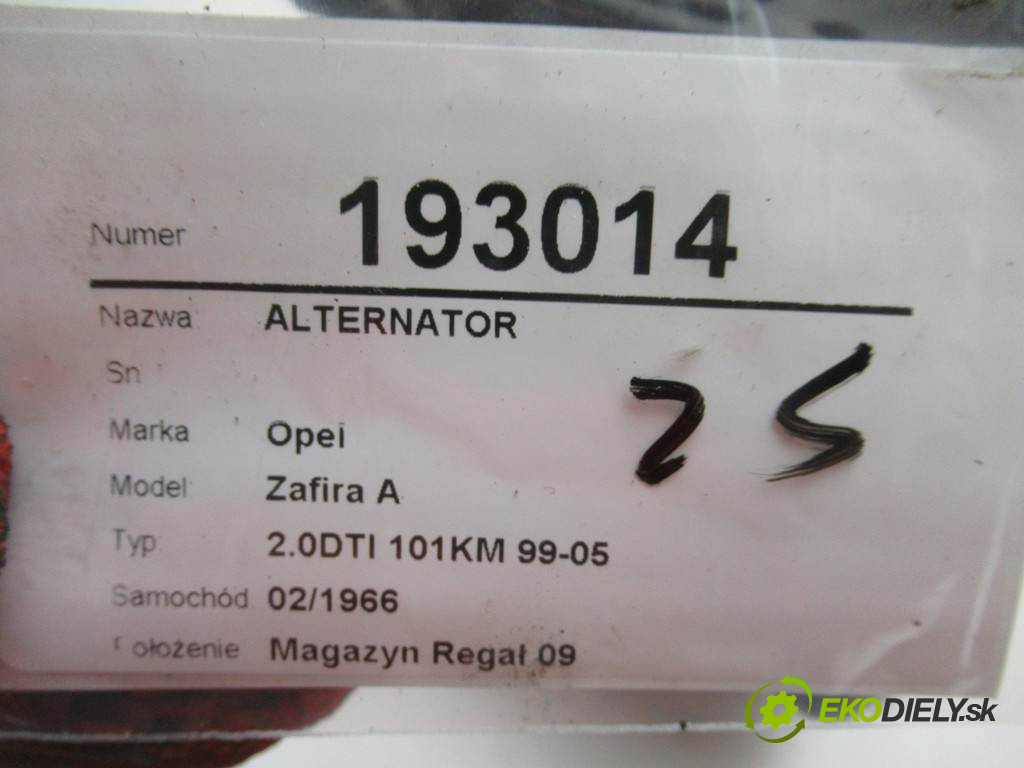 Numer 193014
Nazwa ALTERNATOR
Sn
Marka Opel
Model: Zafira A
Typ: 2.0DTI 101KM 99-05
Samochód 02/1966
Położenie Magazyn Regał 09
25
EKODIELY.sk